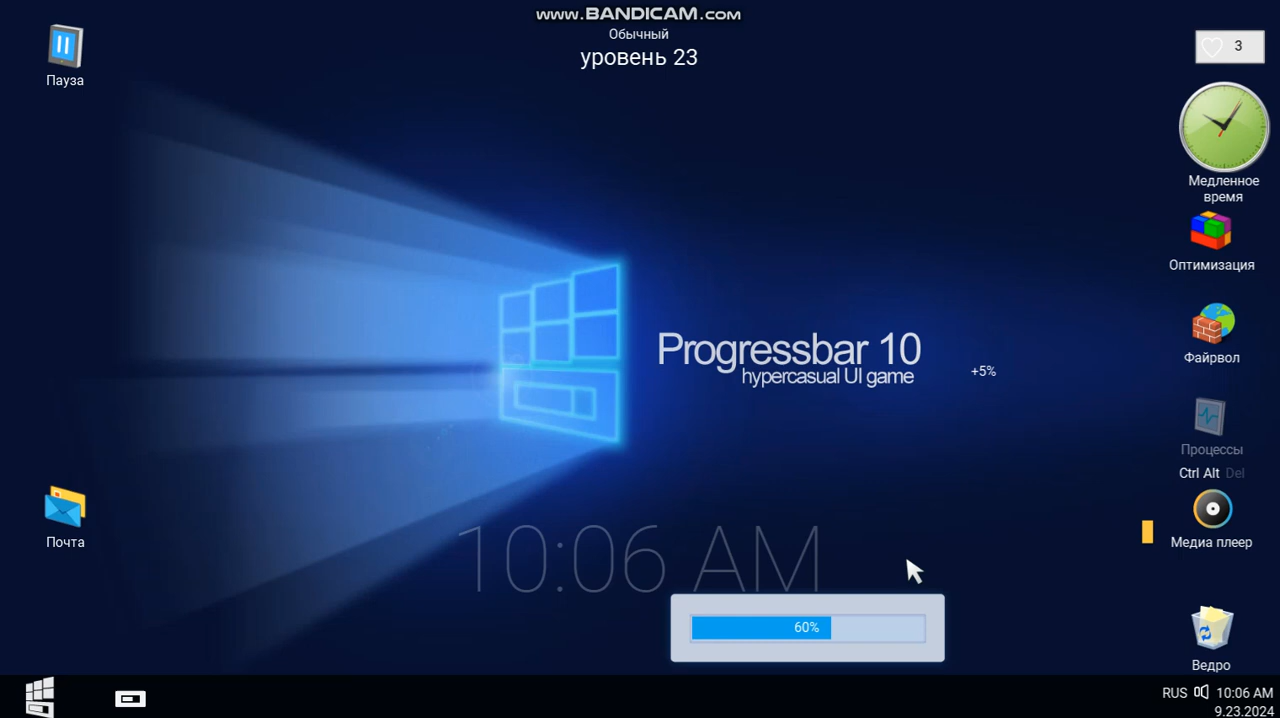 www.BANDICAM.com
Обычный
уровень 23
3
Пауза
Медленное
время
Оптимизация
Файрвол
Progressbar 10
hypercasual UI game
+5%
Процессы
Ctrl Alt Del
Почта
Медиа плеер
10:06 AM
60%
Ведро
RUS 10:06 AM
9.23.2024